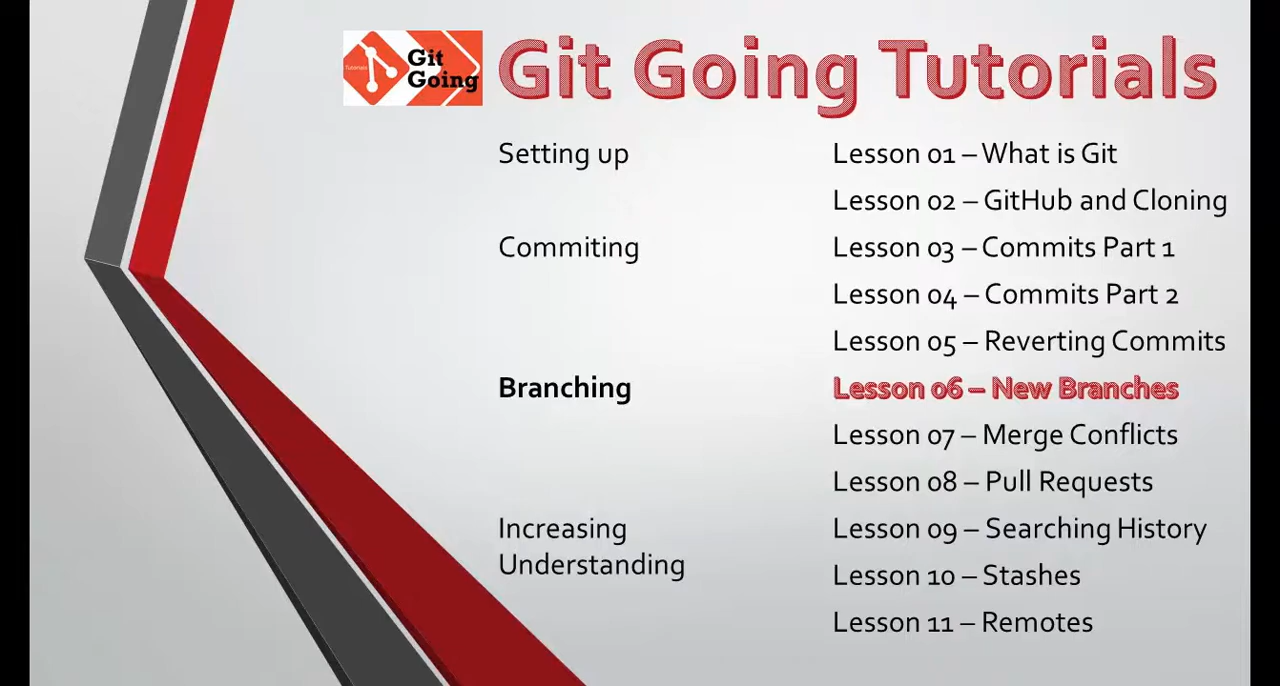 Tutorials
Git
Going
Git Going Tutorials
Setting up
Lesson 01 – What is Git
Lesson 02 – GitHub and Cloning
Commiting
Lesson 03 – Commits Part 1
Lesson 04 – Commits Part 2
Lesson 05 – Reverting Commits
Branching
Lesson 06 – New Branches
Lesson 07 – Merge Conflicts
Lesson 08 – Pull Requests
Increasing
Understanding
Lesson 09 – Searching History
Lesson 10 – Stashes
Lesson 11 – Remotes